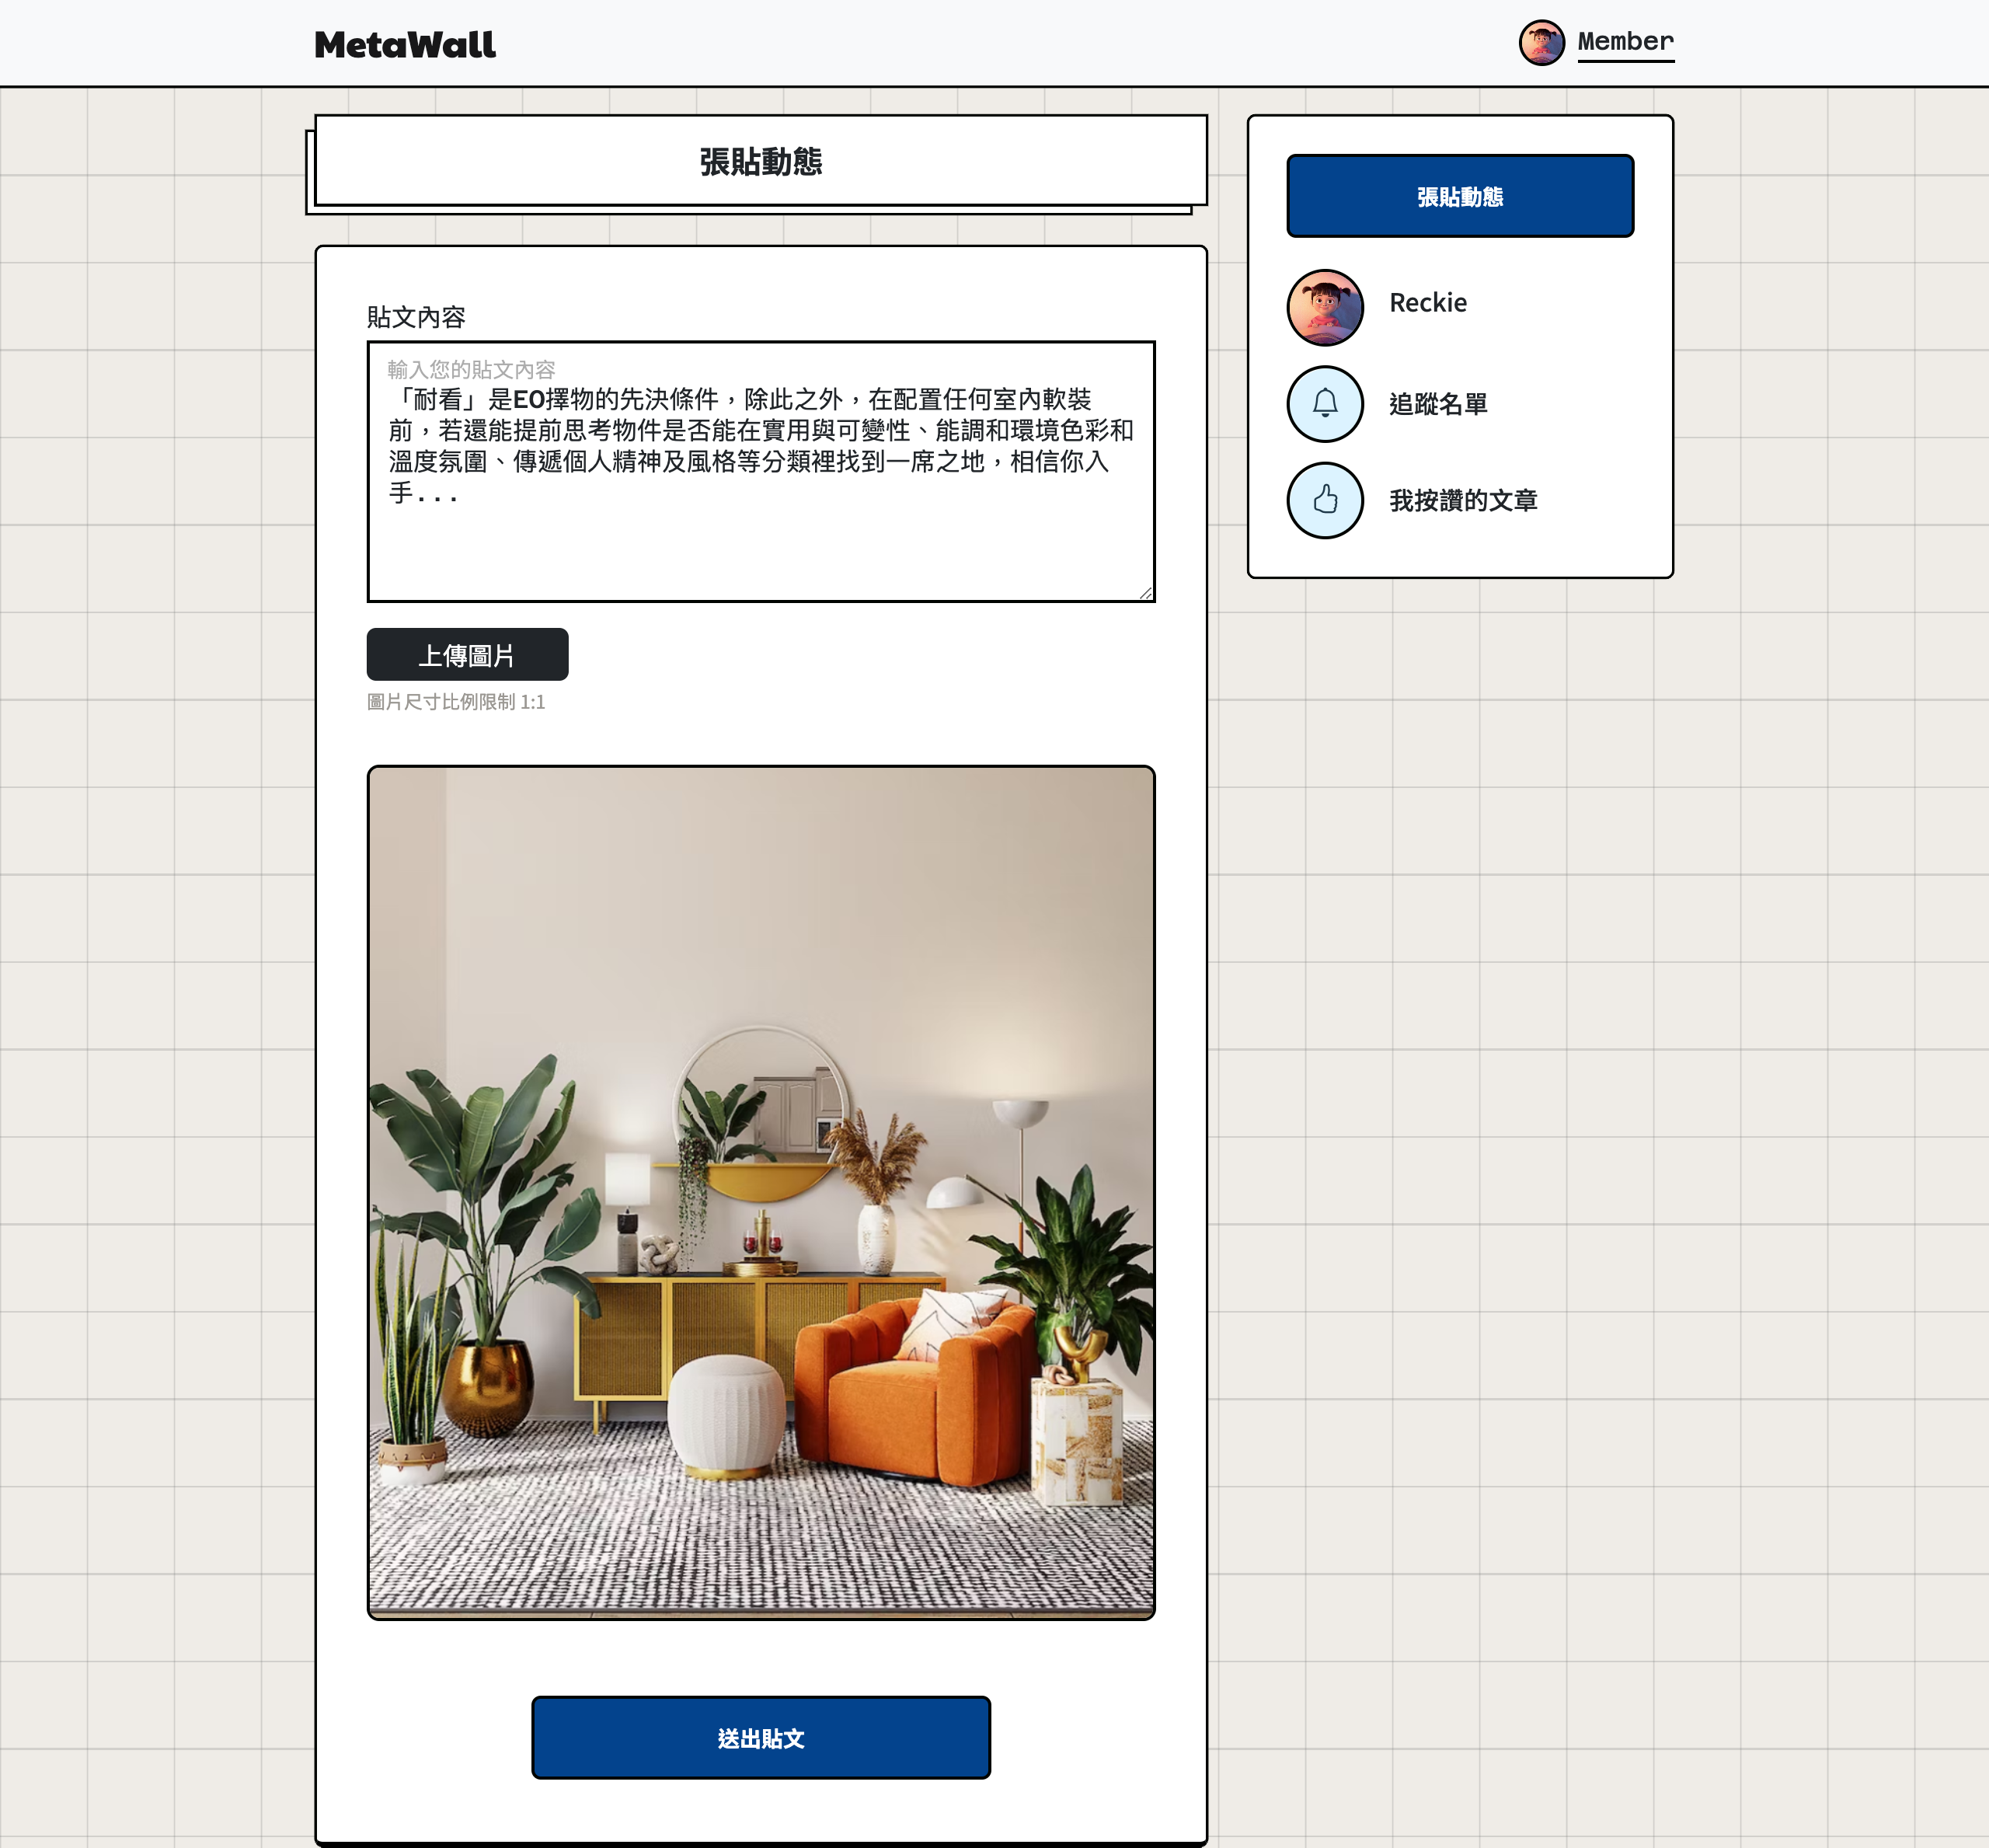 MetaWall
Member
張貼動態
貼文內容
輸入您的貼文內容
「耐看」是EO擇物的先決條件，除此之外，在配置任何室內軟裝
前，若還能提前思考物件是否能在實用與可變性、能調和環境色彩和
溫度氛圍、傳遞個人精神及風格等分類裡找到一席之地，相信你入
手...
上傳圖片
圖片尺寸比例限制 1:1
送出貼文
張貼動態
Reckie
追蹤名單
我按讚的文章